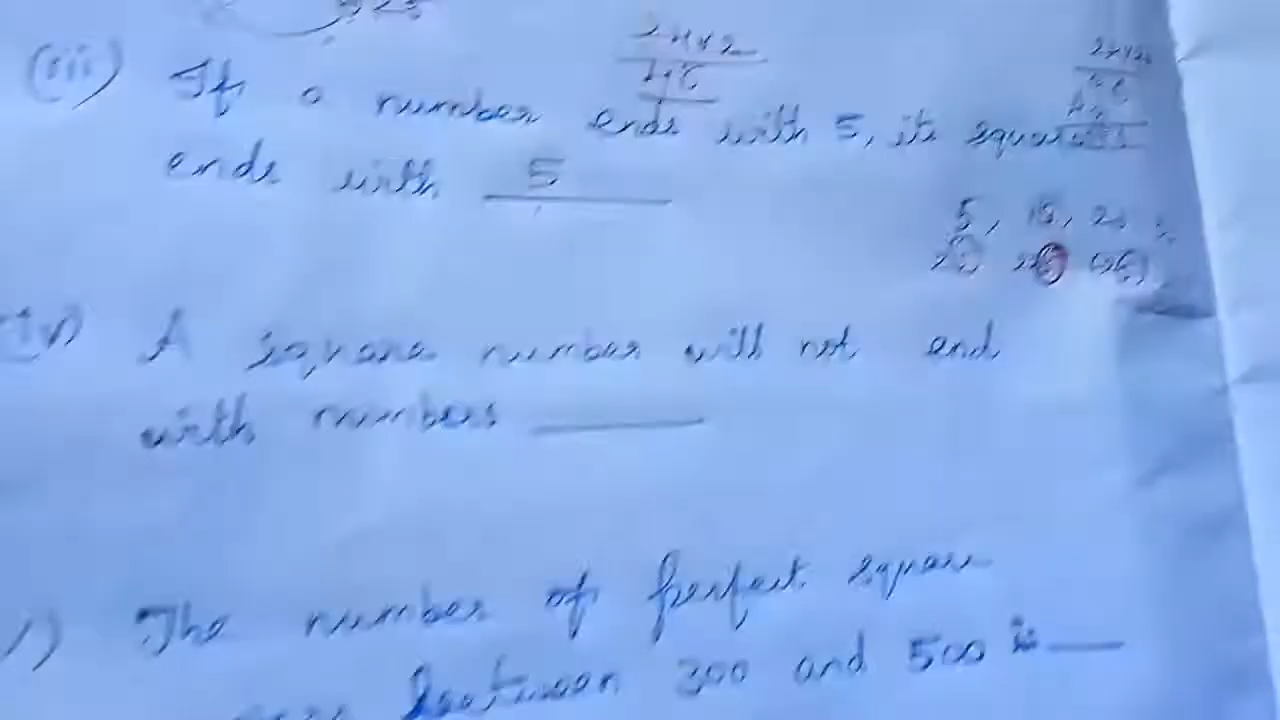 (iii) If a number ends with 5, its square
ends with 5
5, 15, 25
(iv) A square number will not end
with numbers
v) The number of perfect square
between 300 and 500 is